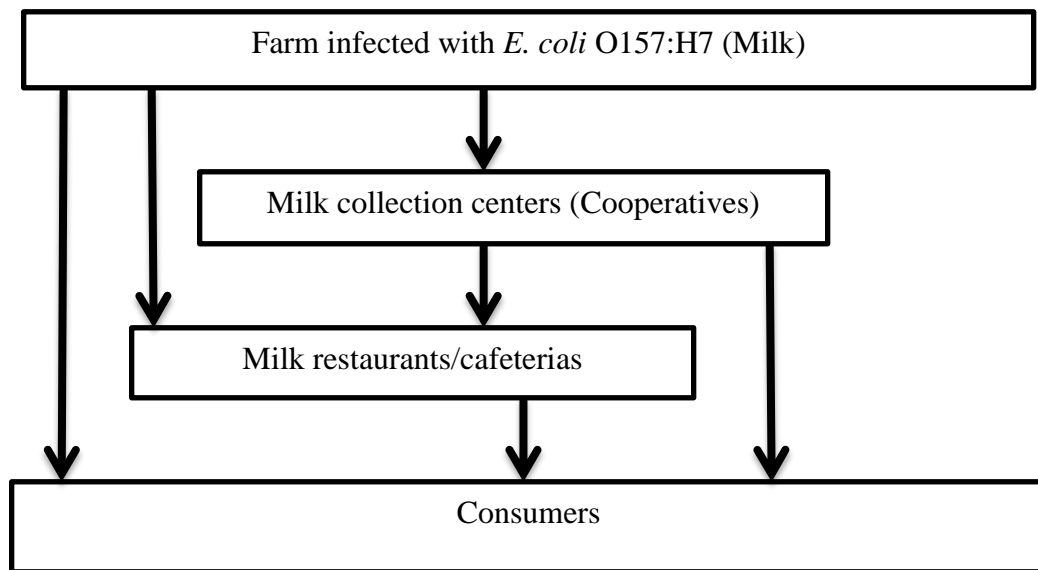 Farm infected with E. coli O157:H7 (Milk)
Milk collection centers (Cooperatives)
Milk restaurants/cafeterias
Consumers